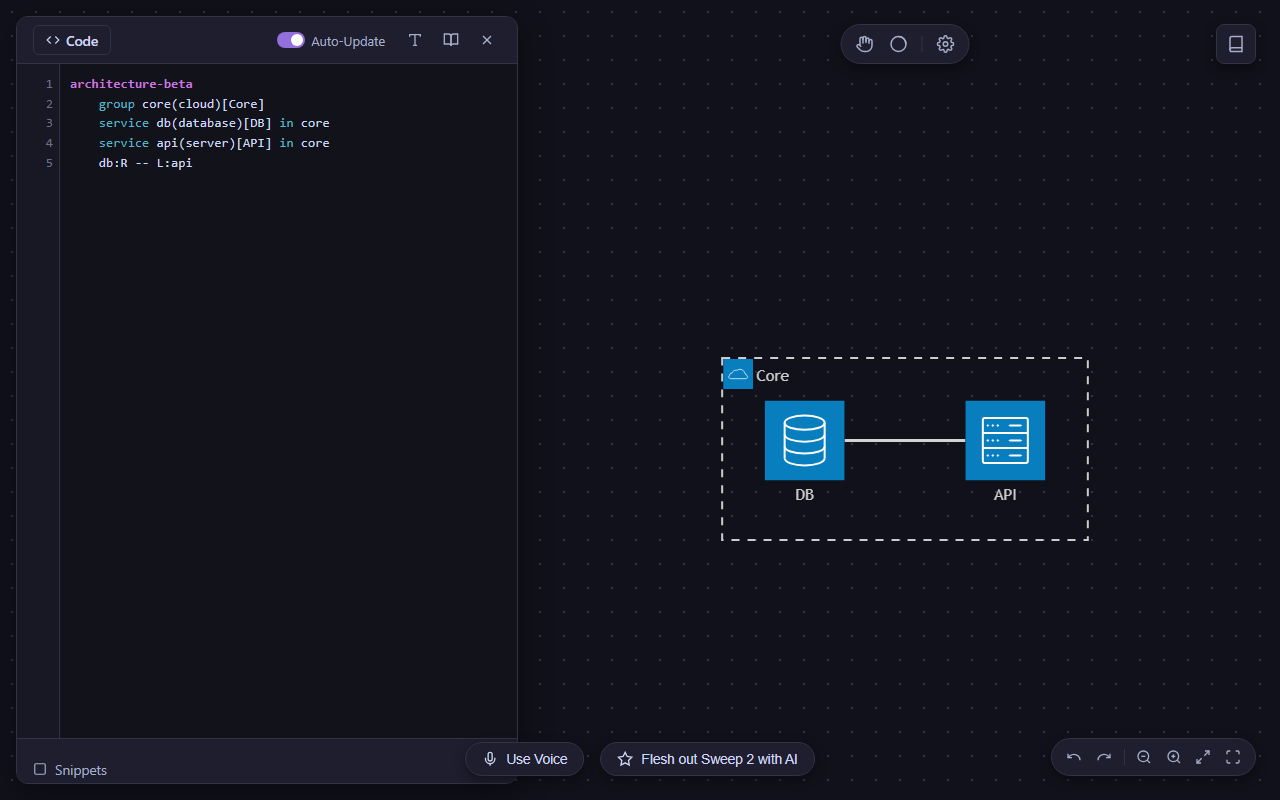 Code
Auto-Update
1 architecture-beta
2 group core(cloud)[Core]
3 service db(database)[DB] in core
4 service api(server)[API] in core
5 db:R -- L:api
Core
DB
API
Snippets
Use Voice
Flesh out Sweep 2 with AI